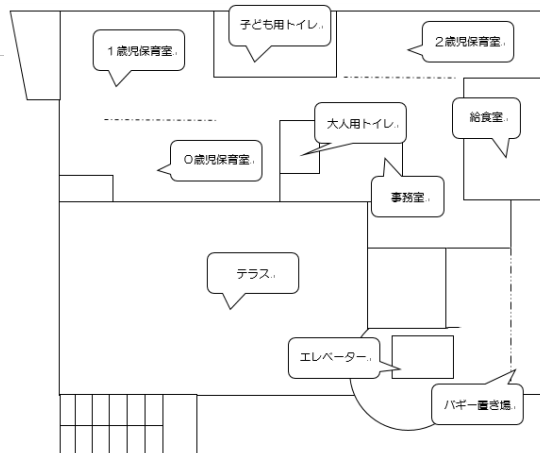 子ども用トイレ
1歳児保育室
2歳児保育室
大人用トイレ
給食室
0歳児保育室
事務室
テラス
エレベーター
バギー置き場